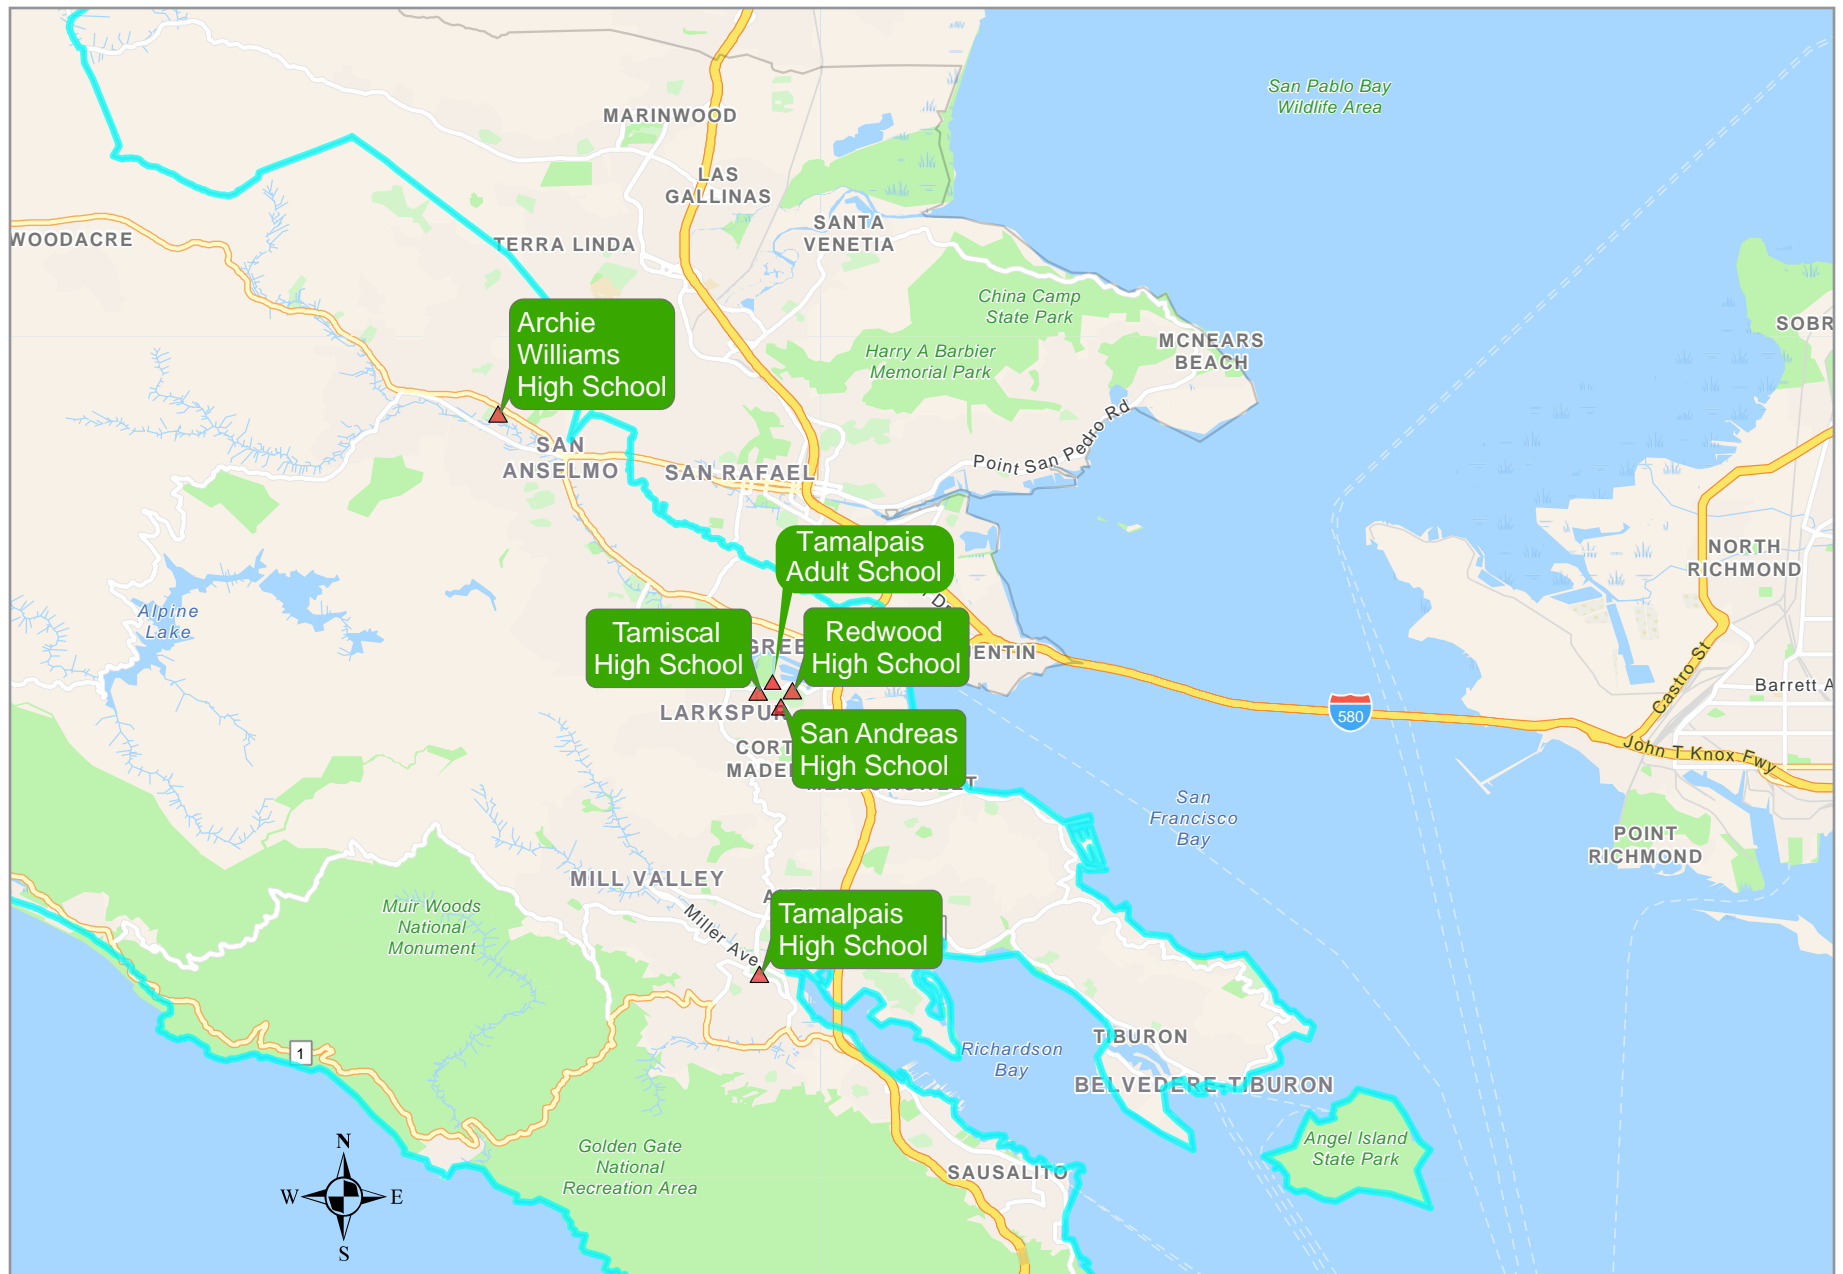 San Pablo Bay
Wildlife Area
MARINWOOD
LAS
GALLINAS
SANTA
VENETIA
WOODACRE
TERRA LINDA
China Camp
State Park
Harry A Barbier
Memorial Park
MCNEARS
BEACH
SOBR
Archie
Williams
High School
SAN
ANSELMO
SAN RAFAEL
Point San Pedro Rd
Tamalpais
Adult School
NORTH
RICHMOND
Alpine
Lake
Tamiscal
High School
GREE
Redwood
High School
ENTIN
Castro St
Barrett A
580
LARKSPUR
San Andreas
High School
CORT
MADE
John T Knox Fwy
San
Francisco
Bay
POINT
RICHMOND
MILL VALLEY
Miller Ave
Tamalpais
High School
Muir Woods
National
Monument
1
TIBURON
Richardson
Bay
BELVEDERE-TIBURON
Angel Island
State Park
Golden Gate
National
Recreation Area
SAUSALITO
N
W
E
S